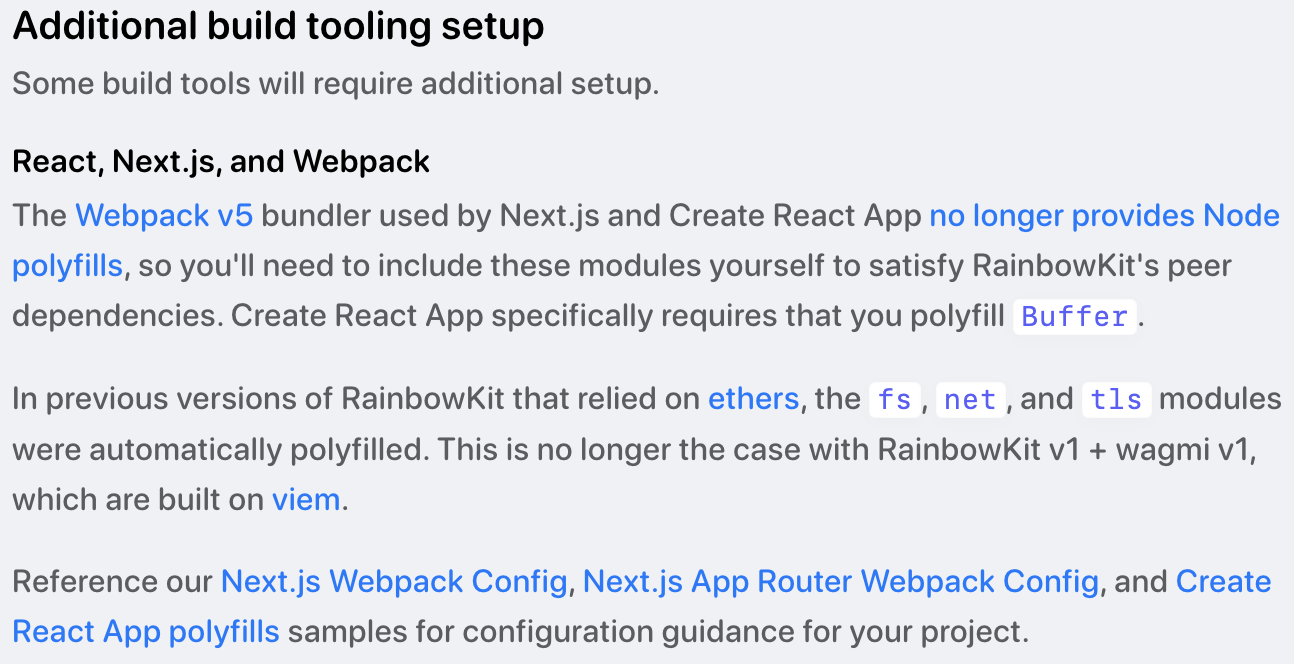 Additional build tooling setup
Some build tools will require additional setup.
React, Next.js, and Webpack
The Webpack v5 bundler used by Next.js and Create React App no longer provides Node
polyfills, so you'll need to include these modules yourself to satisfy RainbowKit's peer
dependencies. Create React App specifically requires that you polyfill Buffer.
In previous versions of RainbowKit that relied on ethers, the fs, net, and tls modules
were automatically polyfilled. This is no longer the case with RainbowKit v1 + wagmi v1,
which are built on viem.
Reference our Next.js Webpack Config, Next.js App Router Webpack Config, and Create
React App polyfills samples for configuration guidance for your project.